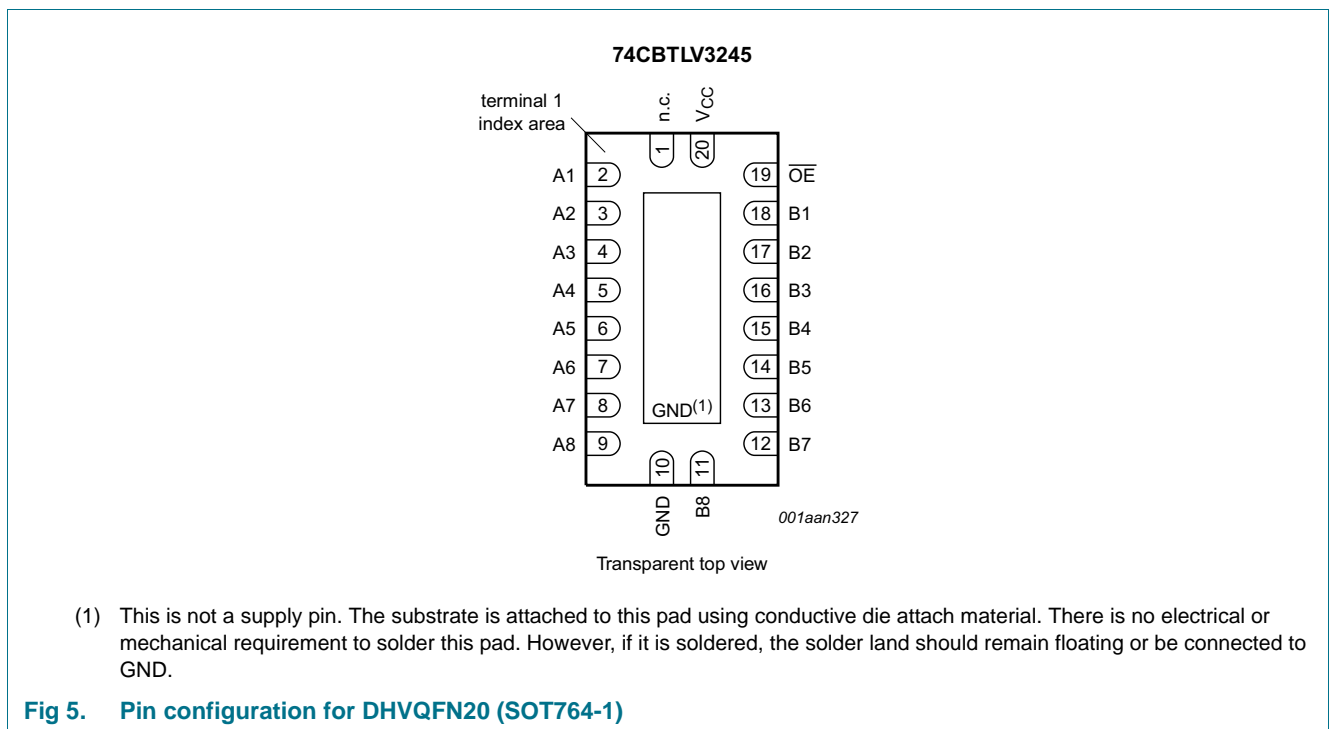 74CBTLV3245
terminal 1
index area
n.c.
VCC
1
20
A1 2
19 OE
A2 3
18 B1
A3 4
17 B2
A4 5
16 B3
A5 6
15 B4
A6 7
14 B5
A7 8
GND(1)
13 B6
A8 9
12 B7
10
11
GND
B8
001aan327
Transparent top view
(1) This is not a supply pin. The substrate is attached to this pad using conductive die attach material. There is no electrical or
mechanical requirement to solder this pad. However, if it is soldered, the solder land should remain floating or be connected to
GND.
Fig 5. Pin configuration for DHVQFN20 (SOT764-1)